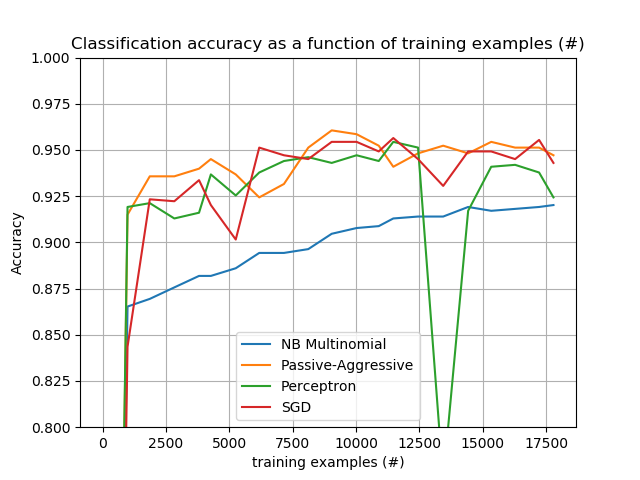 Classification accuracy as a function of training examples (#)
1.000
0.975
0.950
0.925
0.900
0.875
0.850
0.825
0.800
Accuracy
NB Multinomial
Passive-Aggressive
Perceptron
SGD
0
2500
5000
7500
10000
12500
15000
17500
training examples (#)